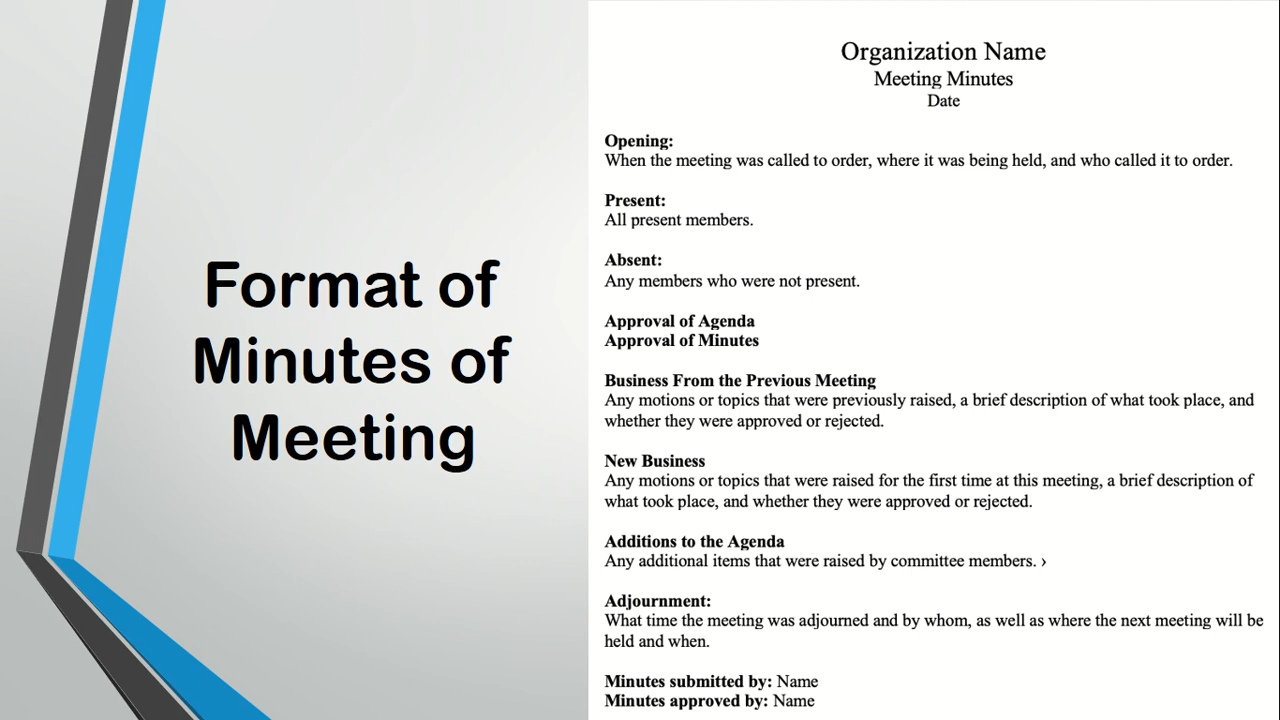 Format of
Minutes of
Meeting
Organization Name
Meeting Minutes
Date
Opening:
When the meeting was called to order, where it was being held, and who called it to order.
Present:
All present members.
Absent:
Any members who were not present.
Approval of Agenda
Approval of Minutes
Business From the Previous Meeting
Any motions or topics that were previously raised, a brief description of what took place, and
whether they were approved or rejected.
New Business
Any motions or topics that were raised for the first time at this meeting, a brief description of
what took place, and whether they were approved or rejected.
Additions to the Agenda
Any additional items that were raised by committee members. ›
Adjournment:
What time the meeting was adjourned and by whom, as well as where the next meeting will be
held and when.
Minutes submitted by: Name
Minutes approved by: Name